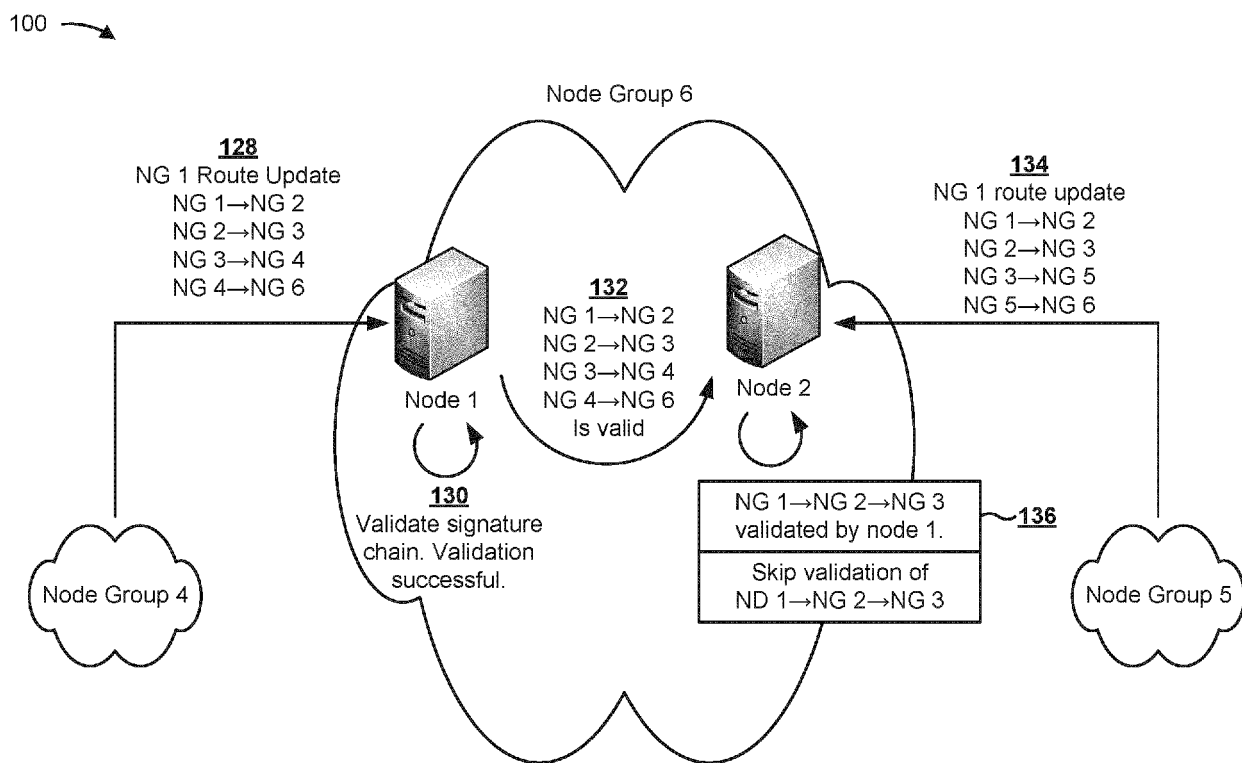 100
Node Group 6
128
NG 1 Route Update
NG 1→NG 2
NG 2→NG 3
NG 3→NG 4
NG 4→NG 6
134
NG 1 route update
NG 1→NG 2
NG 2→NG 3
NG 3→NG 5
NG 5→NG 6
132
NG 1→NG 2
NG 2→NG 3
NG 3→NG 4
NG 4→NG 6
Is valid
Node 1
Node 2
130
Validate signature
chain. Validation
successful.
NG 1→NG 2→NG 3
validated by node 1.
136
Skip validation of
ND 1→NG 2→NG 3
Node Group 4
Node Group 5